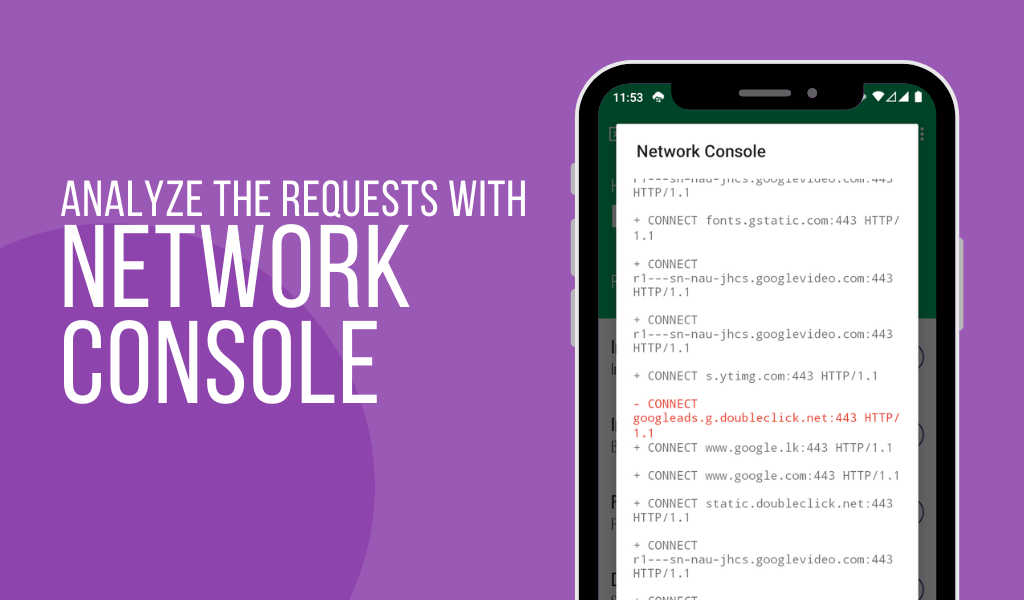 ANALYZE THE REQUESTS WITH
NETWORK
CONSOLE
11:53
Network Console
r1---sn-nau-jhcs.googlevideo.com:443
HTTP/1.1
+ CONNECT fonts.gstatic.com:443 HTTP/
1.1
+ CONNECT
r1---sn-nau-jhcs.googlevideo.com:443
HTTP/1.1
+ CONNECT
r1---sn-nau-jhcs.googlevideo.com:443
HTTP/1.1
+ CONNECT s.ytimg.com:443 HTTP/1.1
- CONNECT
googleads.g.doubleclick.net:443 HTTP/
1.1
+ CONNECT www.google.lk:443 HTTP/1.1
+ CONNECT www.google.com:443 HTTP/1.1
+ CONNECT static.doubleclick.net:443
HTTP/1.1
+ CONNECT
r1---sn-nau-jhcs.googlevideo.com:443
HTTP/1.1
+ CONNECT